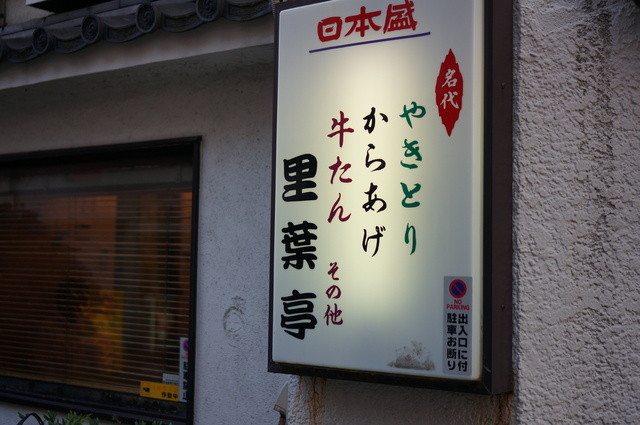 日本盛
名代
やきとり
からあげ
牛たん その他
里葉亭
NO
PARKING
出入口に付
駐車お断り